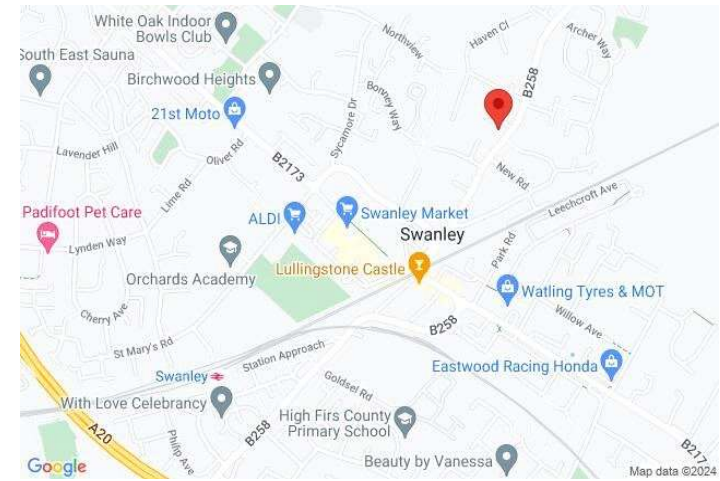 White Oak Indoor
Bowls Club
Northview
Haven Cl
Archer Way
South East Sauna
B258
Birchwood Heights
Bonney Way
21st Moto
Sycamore Dr
Lavender Hill
Oliver Rd
B2173
New Rd
Lime Rd
Leechcroft Ave
Padifoot Pet Care
ALDI
Swanley Market
Swanley
Lynden Way
Park Rd
Orchards Academy
Lullingstone Castle
Watling Tyres & MOT
Cherry Ave
B258
Willow Ave
St Mary's Rd
Station Approach
Eastwood Racing Honda
Swanley
Goldsel Rd
With Love Celebrancy
A20
Philip Ave
B258
High Firs County
Primary School
B217
Beauty by Vanessa
Google
Map data ©2024